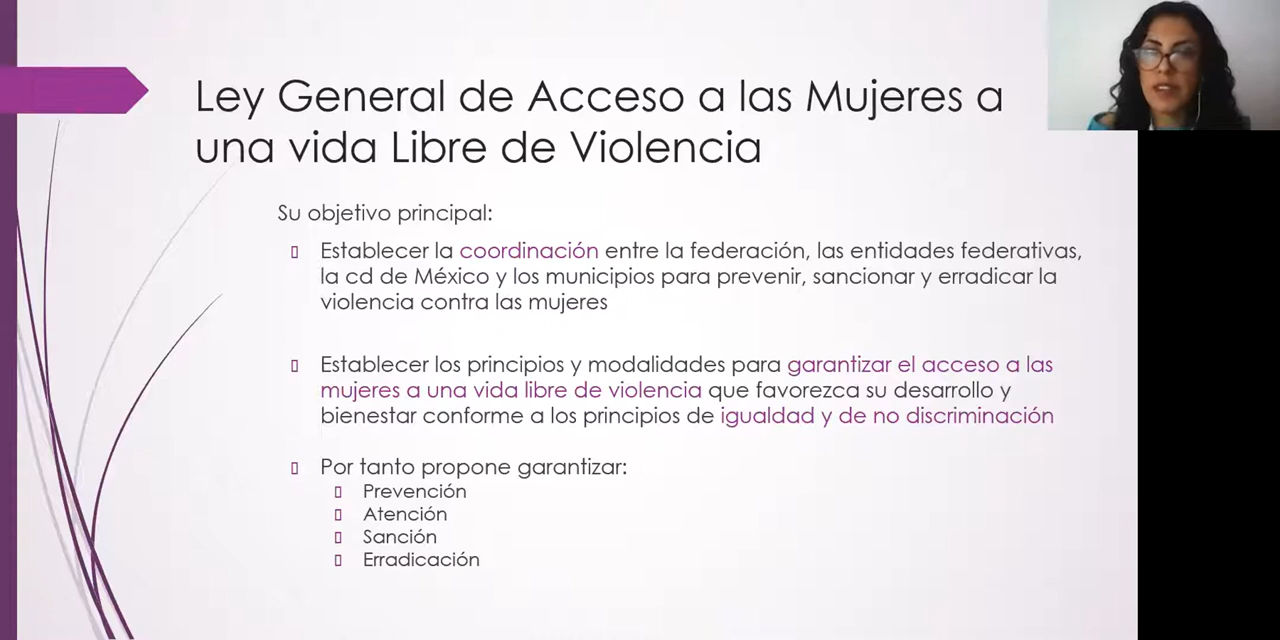 Ley General de Acceso a las Mujeres a
una vida Libre de Violencia
Su objetivo principal:
Establecer la coordinación entre la federación, las entidades federativas,
la cd de México y los municipios para prevenir, sancionar y erradicar la
violencia contra las mujeres
Establecer los principios y modalidades para garantizar el acceso a las
mujeres a una vida libre de violencia que favorezca su desarrollo y
bienestar conforme a los principios de igualdad y de no discriminación
Por tanto propone garantizar:
Prevención
Atención
Sanción
Erradicación